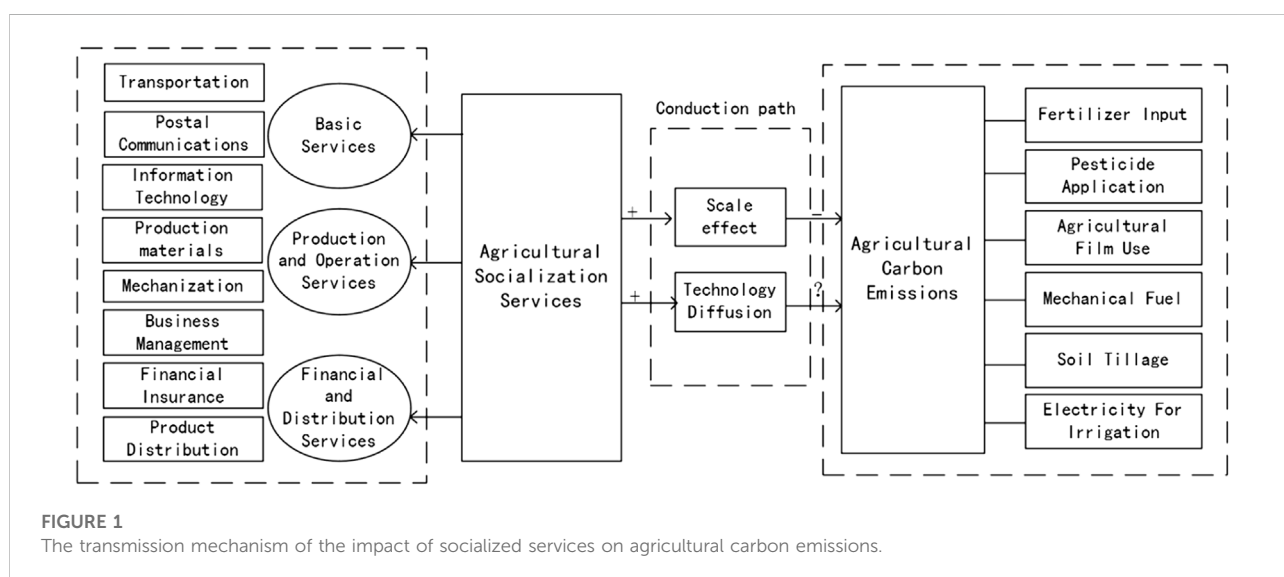 Transportation
Postal
Communications
Information
Technology
Production
materials
Mechanization
Business
Management
Financial
Insurance
Product
Distribution
Basic
Services
Production
and Operation
Services
Financial
and
Distribution
Services
Agricultural
Socialization
Services
Conduction path
+
Scale
effect
–
+
Technology
Diffusion
?
Agricultural
Carbon
Emissions
Fertilizer Input
Pesticide
Application
Agricultural
Film Use
Mechanical Fuel
Soil Tillage
Electricity For
Irrigation
FIGURE 1
The transmission mechanism of the impact of socialized services on agricultural carbon emissions.